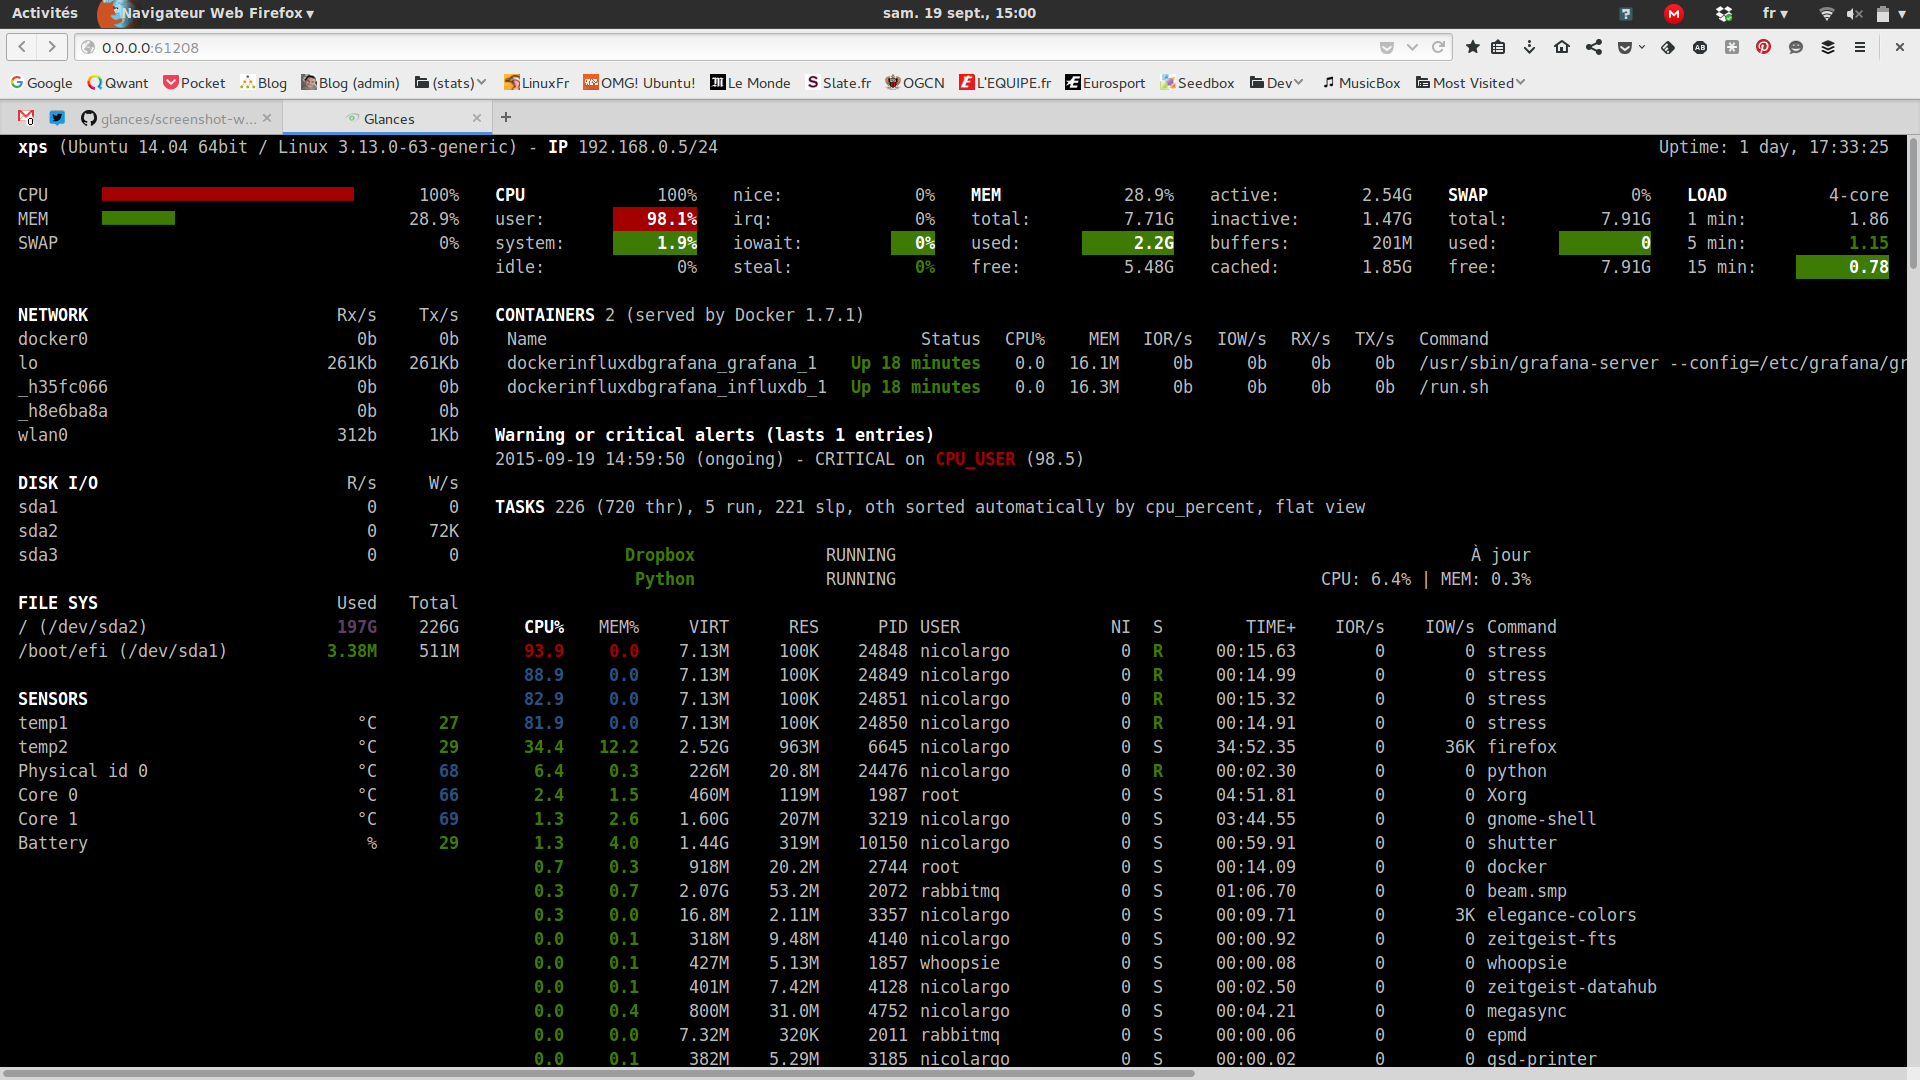 Activités Navigateur Web Firefox ▾ sam. 19 sept., 15:00 fr ▾
0.0.0.0:61208
Google Qwant Pocket Blog Blog (admin) (stats) LinuxFr OMG! Ubuntu! Le Monde Slate.fr OGCN L'EQUIPE.fr Eurosport Seedbox Dev MusicBox Most Visited
glances/screenshot-w... Glances
xps (Ubuntu 14.04 64bit / Linux 3.13.0-63-generic) - IP 192.168.0.5/24 Uptime: 1 day, 17:33:25
CPU 100% CPU 100% nice: 0% MEM 28.9% active: 2.54G SWAP 0% LOAD 4-core
MEM 28.9% user: 98.1% irq: 0% total: 7.71G inactive: 1.47G total: 7.91G 1 min: 1.86
SWAP 0% system: 1.9% iowait: 0% used: 2.2G buffers: 201M used: 0 5 min: 1.15
idle: 0% steal: 0% free: 5.48G cached: 1.85G free: 7.91G 15 min: 0.78
NETWORK Rx/s Tx/s
docker0 0b 0b
lo 261Kb 261Kb
_h35fc066 0b 0b
_h8e6ba8a 0b 0b
wlan0 312b 1Kb
DISK I/O R/s W/s
sda1 0 0
sda2 0 72K
sda3 0 0
FILE SYS Used Total
/ (/dev/sda2) 197G 226G
/boot/efi (/dev/sda1) 3.38M 511M
SENSORS
temp1 °C 27
temp2 °C 29
Physical id 0 °C 68
Core 0 °C 66
Core 1 °C 69
Battery % 29
CONTAINERS 2 (served by Docker 1.7.1)
Name Status CPU% MEM IOR/s IOW/s RX/s TX/s Command
dockerinfluxdbgrafana_grafana_1 Up 18 minutes 0.0 16.1M 0b 0b 0b 0b /usr/sbin/grafana-server --config=/etc/grafana/gr
dockerinfluxdbgrafana_influxdb_1 Up 18 minutes 0.0 16.3M 0b 0b 0b 0b /run.sh
Warning or critical alerts (lasts 1 entries)
2015-09-19 14:59:50 (ongoing) - CRITICAL on CPU_USER (98.5)
TASKS 226 (720 thr), 5 run, 221 slp, oth sorted automatically by cpu_percent, flat view
Dropbox RUNNING À jour
Python RUNNING CPU: 6.4% | MEM: 0.3%
CPU% MEM% VIRT RES PID USER NI S TIME+ IOR/s IOW/s Command
93.9 0.0 7.13M 100K 24848 nicolargo 0 R 00:15.63 0 0 stress
88.9 0.0 7.13M 100K 24849 nicolargo 0 R 00:14.99 0 0 stress
82.9 0.0 7.13M 100K 24851 nicolargo 0 R 00:15.32 0 0 stress
81.9 0.0 7.13M 100K 24850 nicolargo 0 R 00:14.91 0 0 stress
34.4 12.2 2.52G 963M 6645 nicolargo 0 S 34:52.35 0 36K firefox
6.4 0.3 226M 20.8M 24476 nicolargo 0 R 00:02.30 0 0 python
2.4 1.5 460M 119M 1987 root 0 S 04:51.81 0 0 Xorg
1.3 2.6 1.60G 207M 3219 nicolargo 0 S 03:44.55 0 0 gnome-shell
1.3 4.0 1.44G 319M 10150 nicolargo 0 S 00:59.91 0 0 shutter
0.7 0.3 918M 20.2M 2744 root 0 S 00:14.09 0 0 docker
0.3 0.7 2.07G 53.2M 2072 rabbitmq 0 S 01:06.70 0 0 beam.smp
0.3 0.0 16.8M 2.11M 3357 nicolargo 0 S 00:09.71 0 3K elegance-colors
0.0 0.1 318M 9.48M 4140 nicolargo 0 S 00:00.92 0 0 zeitgeist-fts
0.0 0.1 427M 5.13M 1857 whoopsie 0 S 00:00.08 0 0 whoopsie
0.0 0.1 401M 7.42M 4128 nicolargo 0 S 00:02.50 0 0 zeitgeist-datahub
0.0 0.4 800M 31.0M 4752 nicolargo 0 S 00:04.21 0 0 megasync
0.0 0.0 7.32M 320K 2011 rabbitmq 0 S 00:00.06 0 0 epmd
0.0 0.1 382M 5.29M 3185 nicolargo 0 S 00:00.02 0 0 gsd-printer